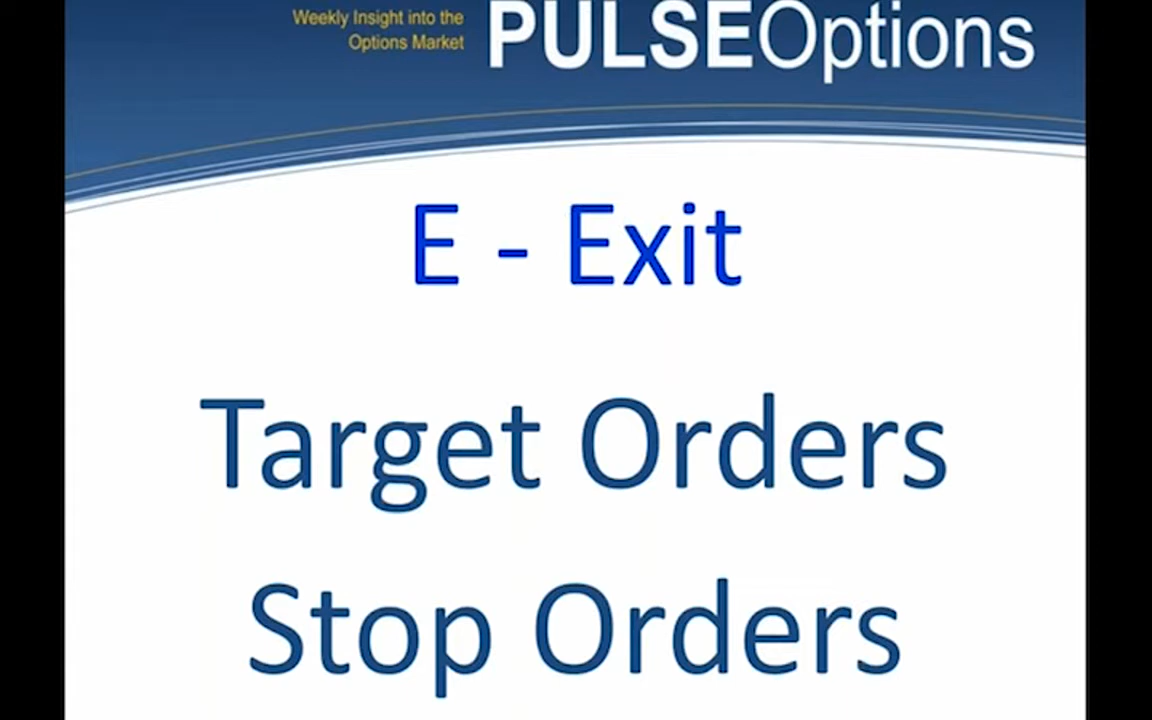 Weekly Insight into the
Options Market
PULSEOptions
E - Exit
Target Orders
Stop Orders